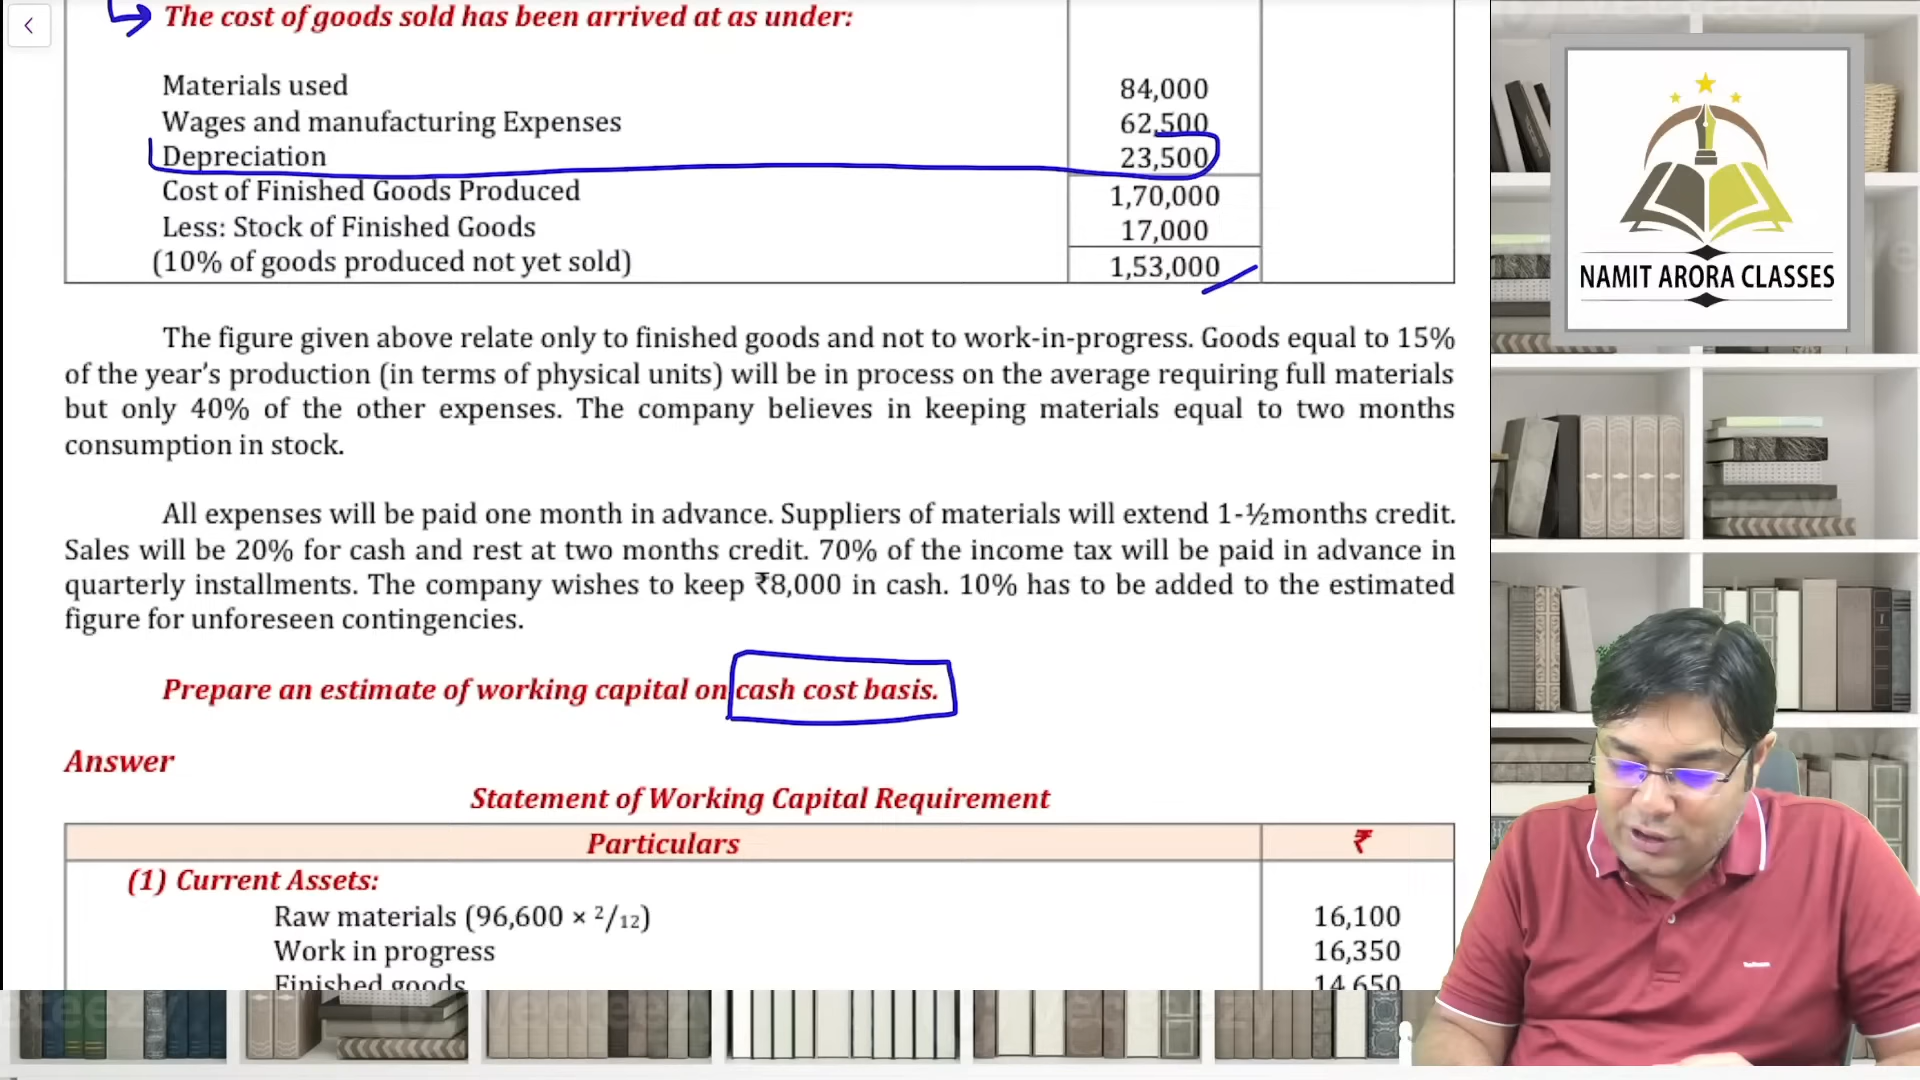 The cost of goods sold has been arrived at as under:
Materials used 84,000
Wages and manufacturing Expenses 62,500
Depreciation 23,500
Cost of Finished Goods Produced 1,70,000
Less: Stock of Finished Goods 17,000
(10% of goods produced not yet sold) 1,53,000
The figure given above relate only to finished goods and not to work-in-progress. Goods equal to 15%
of the year's production (in terms of physical units) will be in process on the average requiring full materials
but only 40% of the other expenses. The company believes in keeping materials equal to two months
consumption in stock.
All expenses will be paid one month in advance. Suppliers of materials will extend 1-½months credit.
Sales will be 20% for cash and rest at two months credit. 70% of the income tax will be paid in advance in
quarterly installments. The company wishes to keep ₹8,000 in cash. 10% has to be added to the estimated
figure for unforeseen contingencies.
Prepare an estimate of working capital on cash cost basis.
Answer
Statement of Working Capital Requirement
Particulars ₹
(1) Current Assets:
Raw materials (96,600 × 2/12) 16,100
Work in progress 16,350
Finished goods 14,650
NAMIT ARORA CLASSES